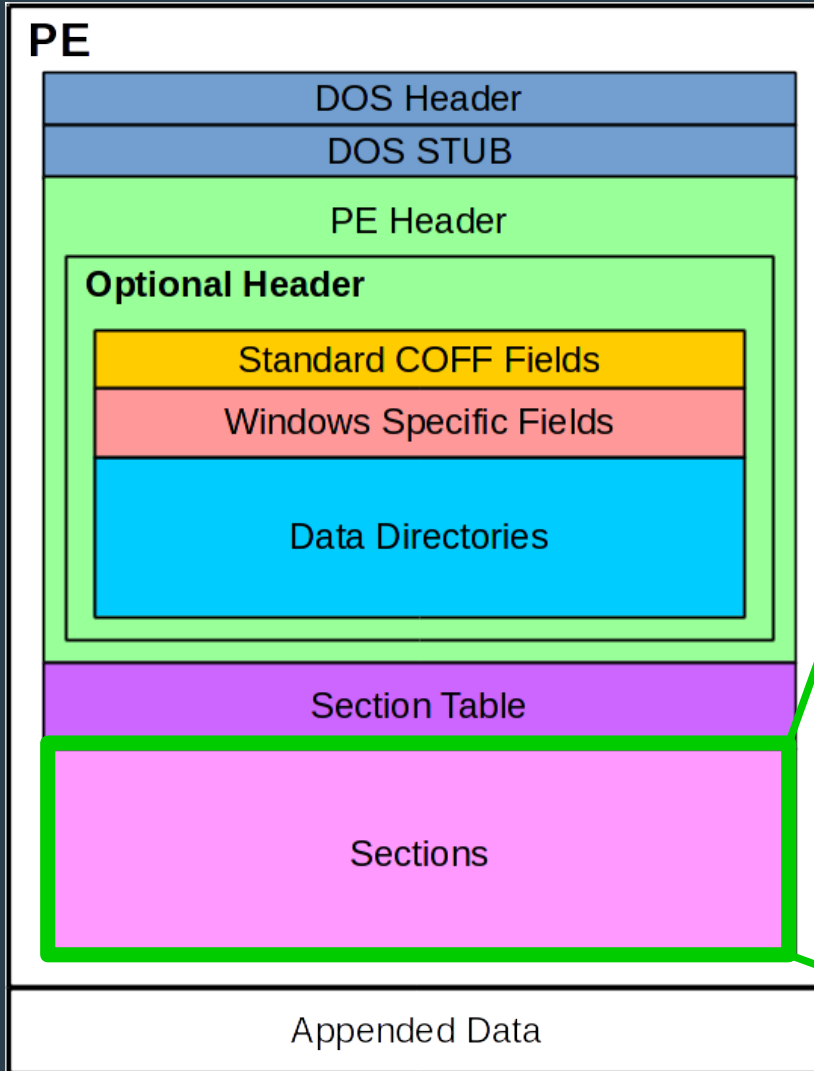 PE
DOS Header
DOS STUB
PE Header
Optional Header
Standard COFF Fields
Windows Specific Fields
Data Directories
Section Table
Sections
Appended Data